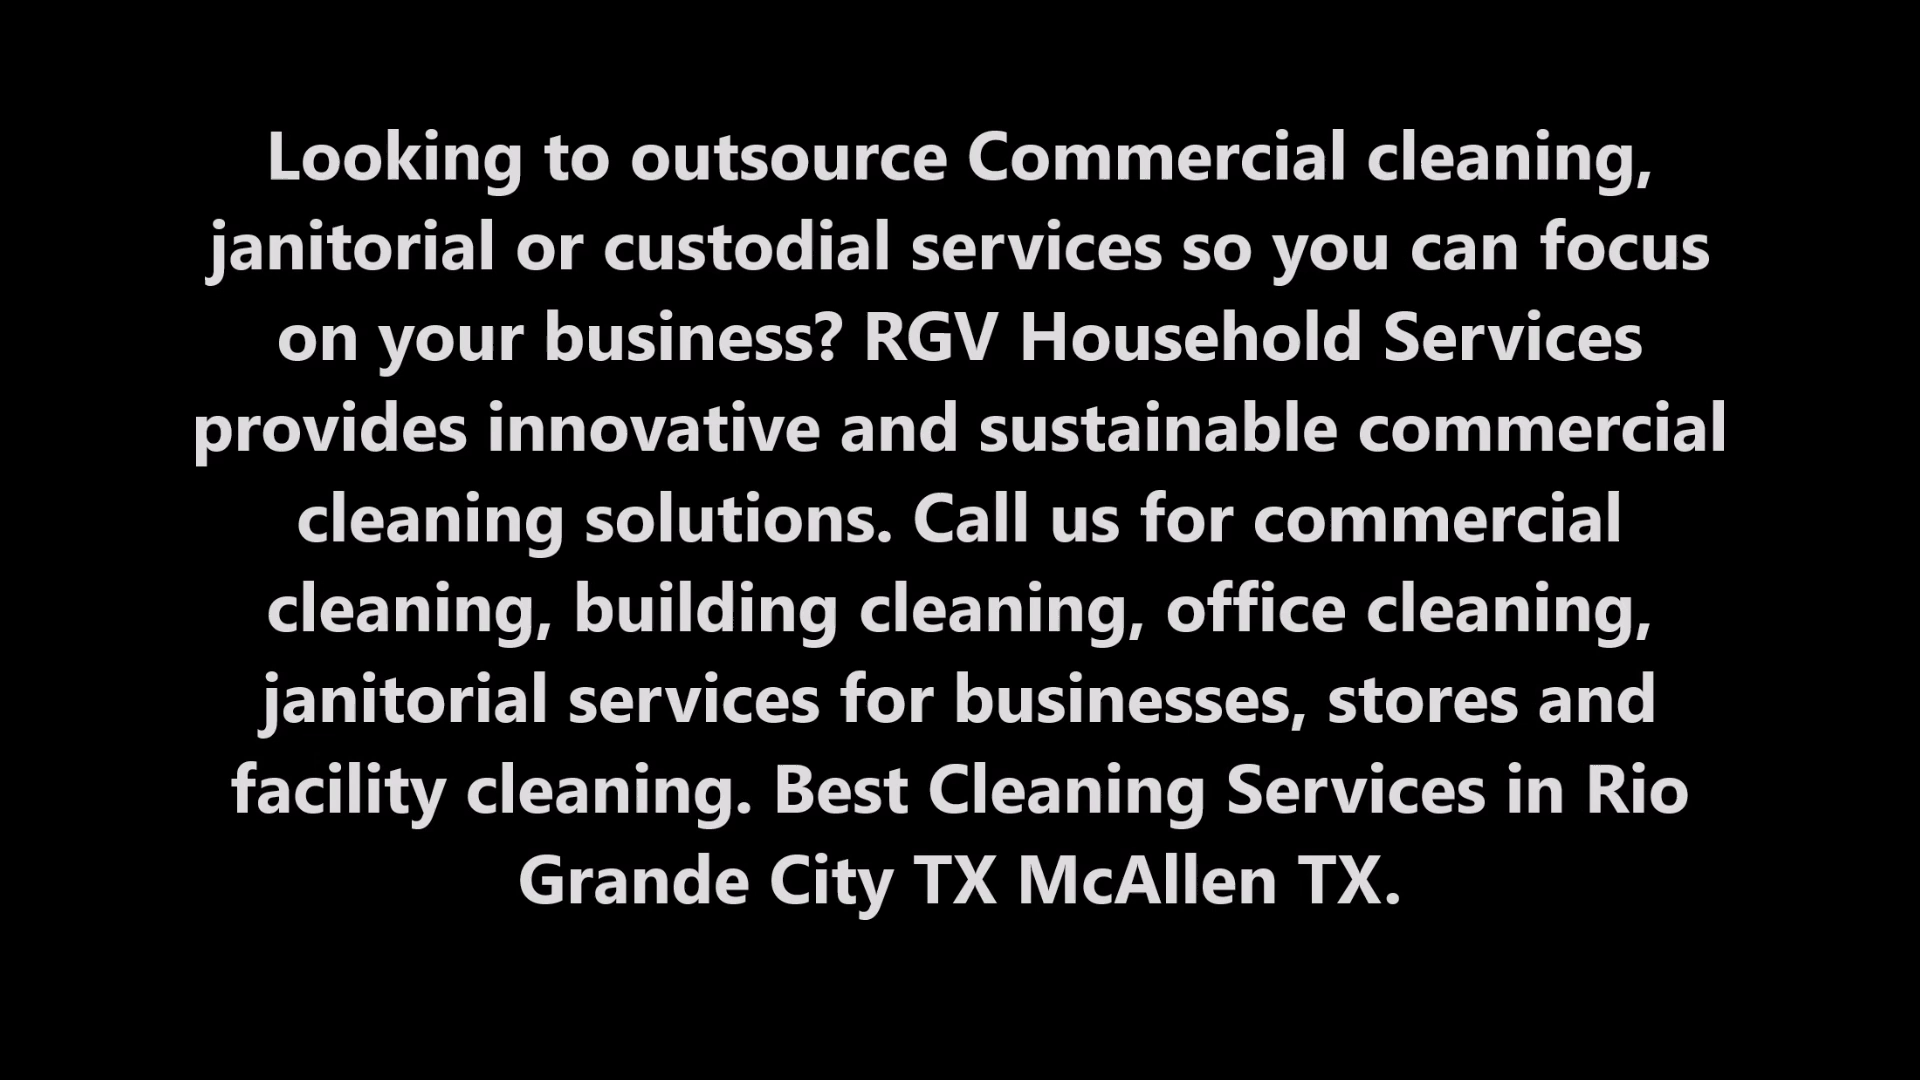 Looking to outsource Commercial cleaning,
janitorial or custodial services so you can focus
on your business? RGV Household Services
provides innovative and sustainable commercial
cleaning solutions. Call us for commercial
cleaning, building cleaning, office cleaning,
janitorial services for businesses, stores and
facility cleaning. Best Cleaning Services in Rio
Grande City TX McAllen TX.